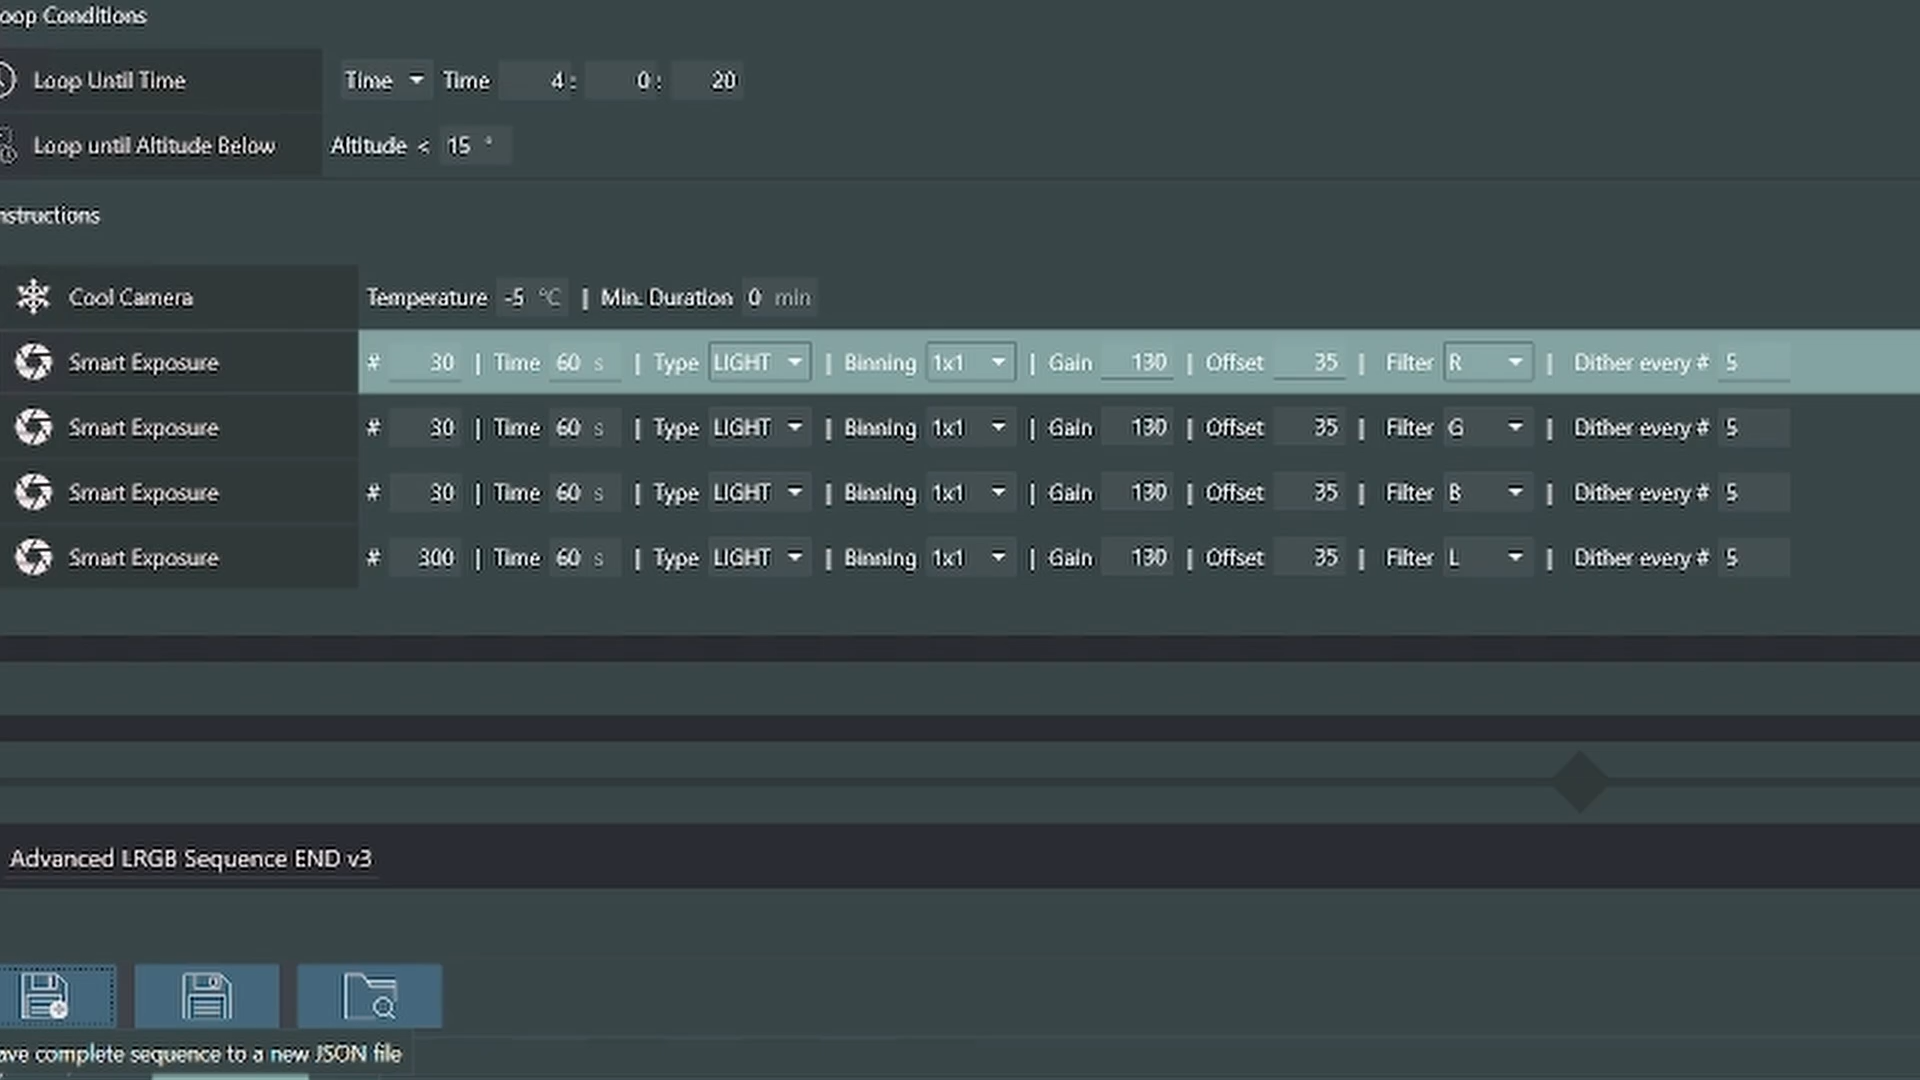 oop Conditions
Loop Until Time Time Time 4 : 0 : 20
Loop until Altitude Below Altitude < 15 °
nstructions
Cool Camera Temperature -5 °C | Min. Duration 0 min
Smart Exposure # 30 | Time 60 s | Type LIGHT | Binning 1x1 | Gain 130 | Offset 35 | Filter R | Dither every # 5
Smart Exposure # 30 | Time 60 s | Type LIGHT | Binning 1x1 | Gain 130 | Offset 35 | Filter G | Dither every # 5
Smart Exposure # 30 | Time 60 s | Type LIGHT | Binning 1x1 | Gain 130 | Offset 35 | Filter B | Dither every # 5
Smart Exposure # 300 | Time 60 s | Type LIGHT | Binning 1x1 | Gain 130 | Offset 35 | Filter L | Dither every # 5
Advanced LRGB Sequence END v3
ave complete sequence to a new JSON file